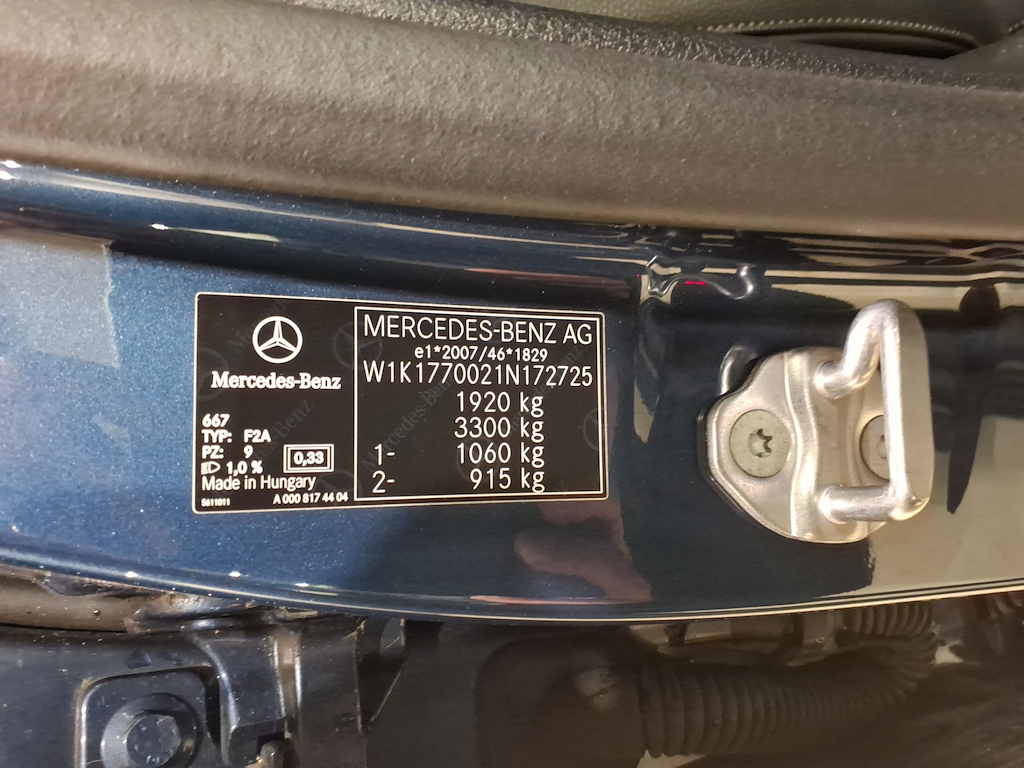 Mercedes-Benz
667
TYP: F2A
PZ: 9
1,0 %
0,33
Made in Hungary
5611011
A 000 817 44 04
MERCEDES-BENZ AG
e1*2007/46*1829
W1K1770021N172725
1920 kg
3300 kg
1- 1060 kg
2- 915 kg